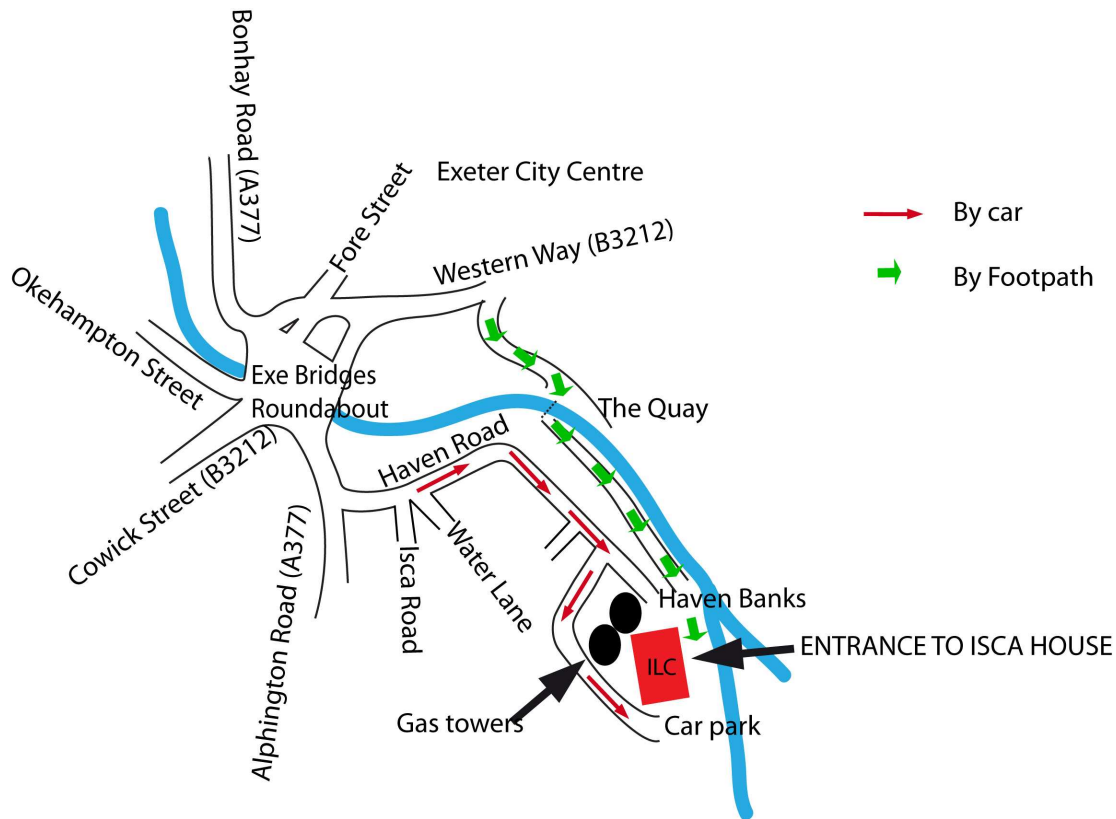 Bonhay Road (A377)
Fore Street
Exeter City Centre
By car
Western Way (B3212)
By Footpath
Okehampton Street
Exe Bridges
Roundabout
The Quay
Haven Road
Cowick Street (B3212)
Alphington Road (A377)
Isca Road
Water Lane
Haven Banks
ENTRANCE TO ISCA HOUSE
ILC
Gas towers
Car park